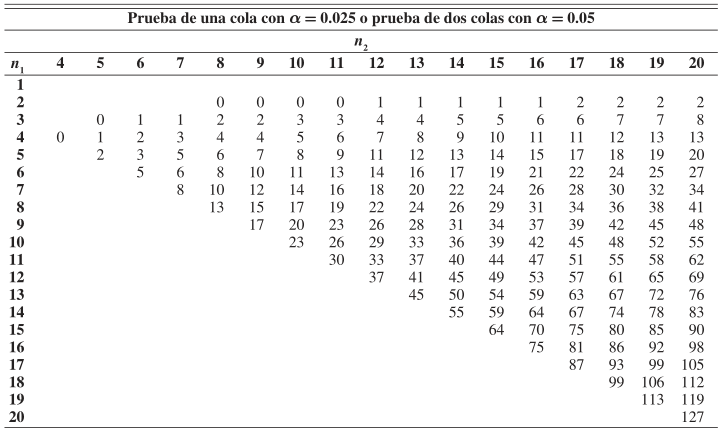 Prueba de una cola con α = 0.025 o prueba de dos colas con α = 0.05
n2
n1 4 5 6 7 8 9 10 11 12 13 14 15 16 17 18 19 20
1
2 0 0 0 0 1 1 1 1 1 2 2 2 2
3 0 1 1 2 2 3 3 4 4 5 5 6 6 7 7 8
4 0 1 2 3 4 4 5 6 7 8 9 10 11 11 12 13 13
5 2 3 5 6 7 8 9 11 12 13 14 15 17 18 19 20
6 5 6 8 10 11 13 14 16 17 19 21 22 24 25 27
7 8 10 12 14 16 18 20 22 24 26 28 30 32 34
8 13 15 17 19 22 24 26 29 31 34 36 38 41
9 17 20 23 26 28 31 34 37 39 42 45 48
10 23 26 29 33 36 39 42 45 48 52 55
11 30 33 37 40 44 47 51 55 58 62
12 37 41 45 49 53 57 61 65 69
13 45 50 54 59 63 67 72 76
14 55 59 64 67 74 78 83
15 64 70 75 80 85 90
16 75 81 86 92 98
17 87 93 99 105
18 99 106 112
19 113 119
20 127